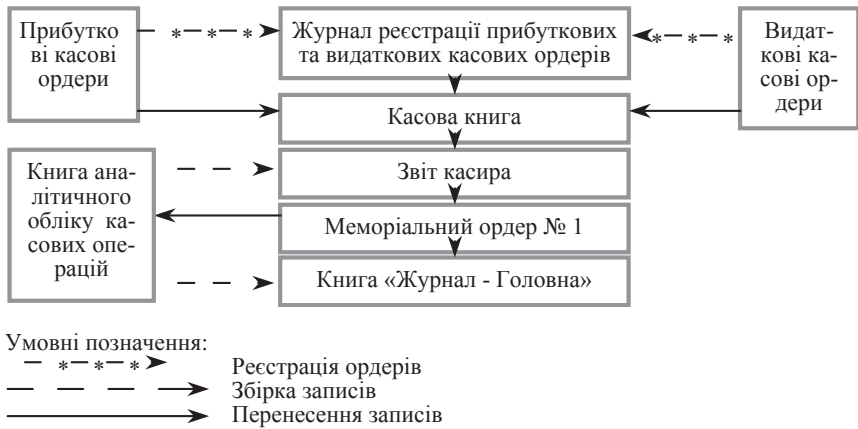 Прибутко
ві касові
ордери
Журнал реєстрації прибуткових
та видаткових касових ордерів
Видат-
кові ка-
сові ор-
дери
Касова книга
Книга ана-
літичного
обліку ка-
сових опе-
рацій
Звіт касира
Меморіальний ордер № 1
Книга «Журнал - Головна»
Умовні позначення:
Реєстрація ордерів
Збірка записів
Перенесення записів